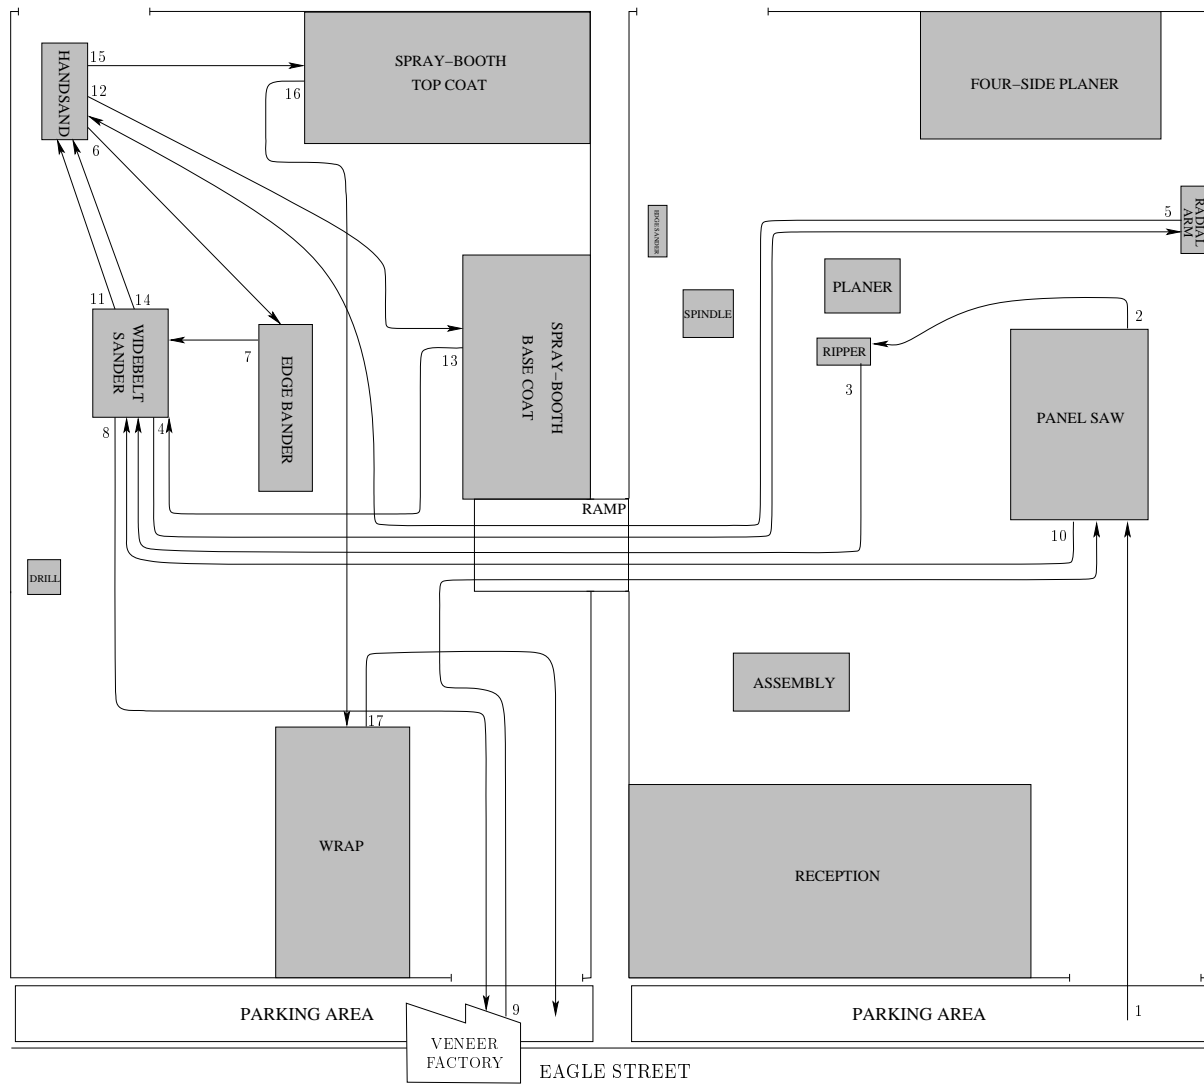 15
SPRAY–BOOTH
TOP COAT
FOUR–SIDE PLANER
HANDSAND
12
16
6
5
RADIAL
ARM
EDGE SANDER
PLANER
SPINDLE
11
14
2
WIDEBELT
SANDER
RIPPER
7
EDGE BANDER
13
SPRAY–BOOTH
BASE COAT
3
PANEL SAW
8
4
RAMP
10
DRILL
ASSEMBLY
17
WRAP
RECEPTION
PARKING AREA
9
PARKING AREA
1
VENEER
FACTORY
EAGLE STREET